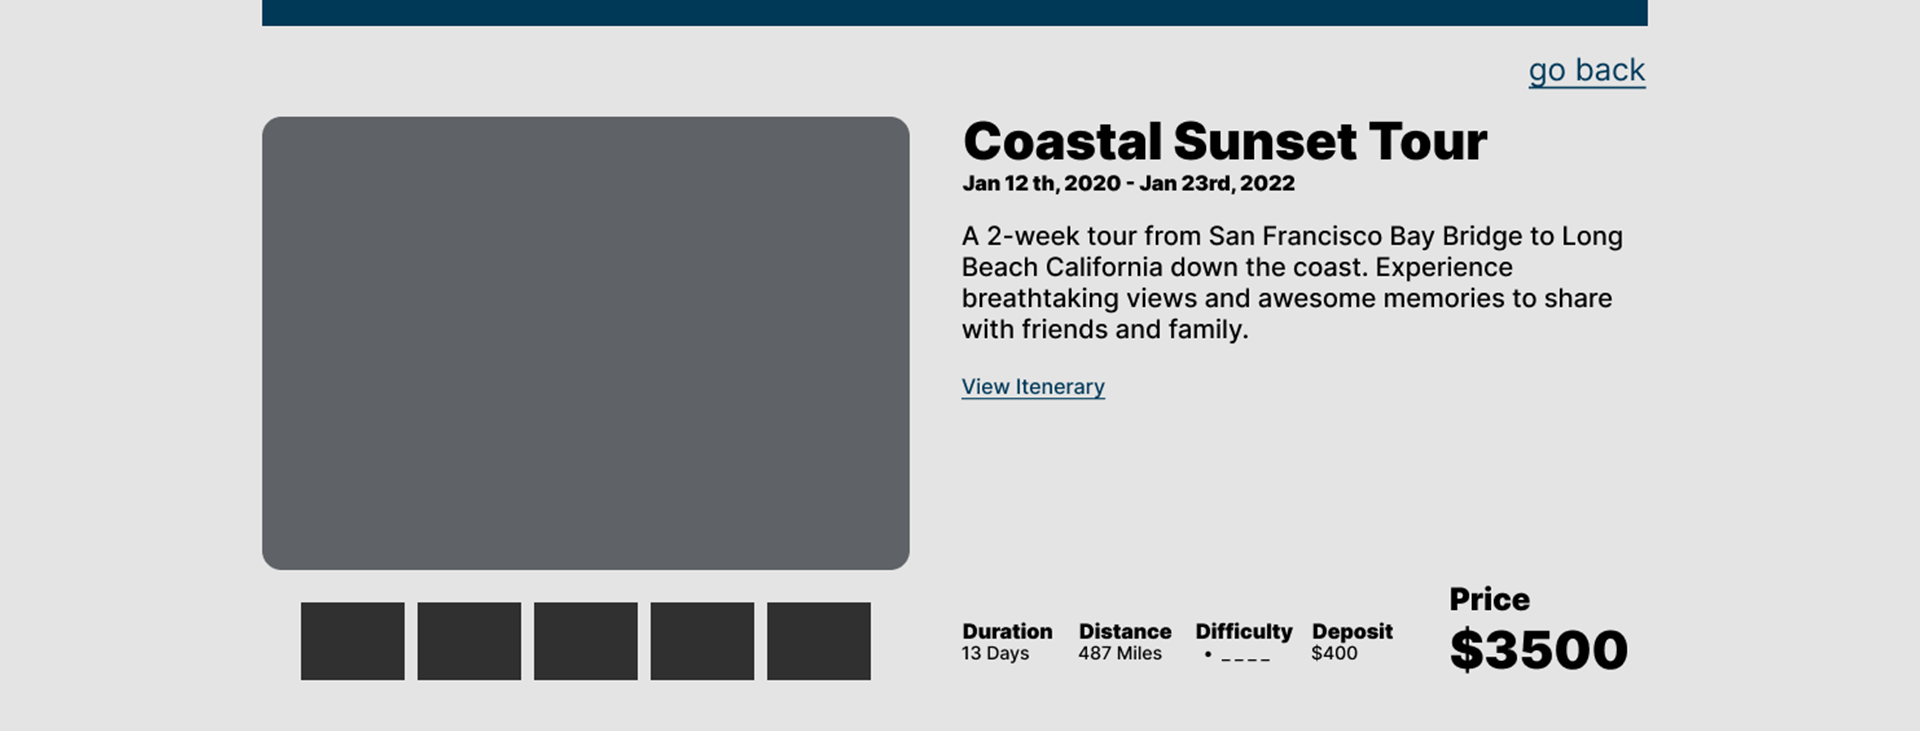 go back
Coastal Sunset Tour
Jan 12 th, 2020 - Jan 23rd, 2022
A 2-week tour from San Francisco Bay Bridge to Long
Beach California down the coast. Experience
breathtaking views and awesome memories to share
with friends and family.
View Itenerary
Duration
13 Days
Distance
487 Miles
Difficulty
• _ _ _ _
Deposit
$400
Price
$3500